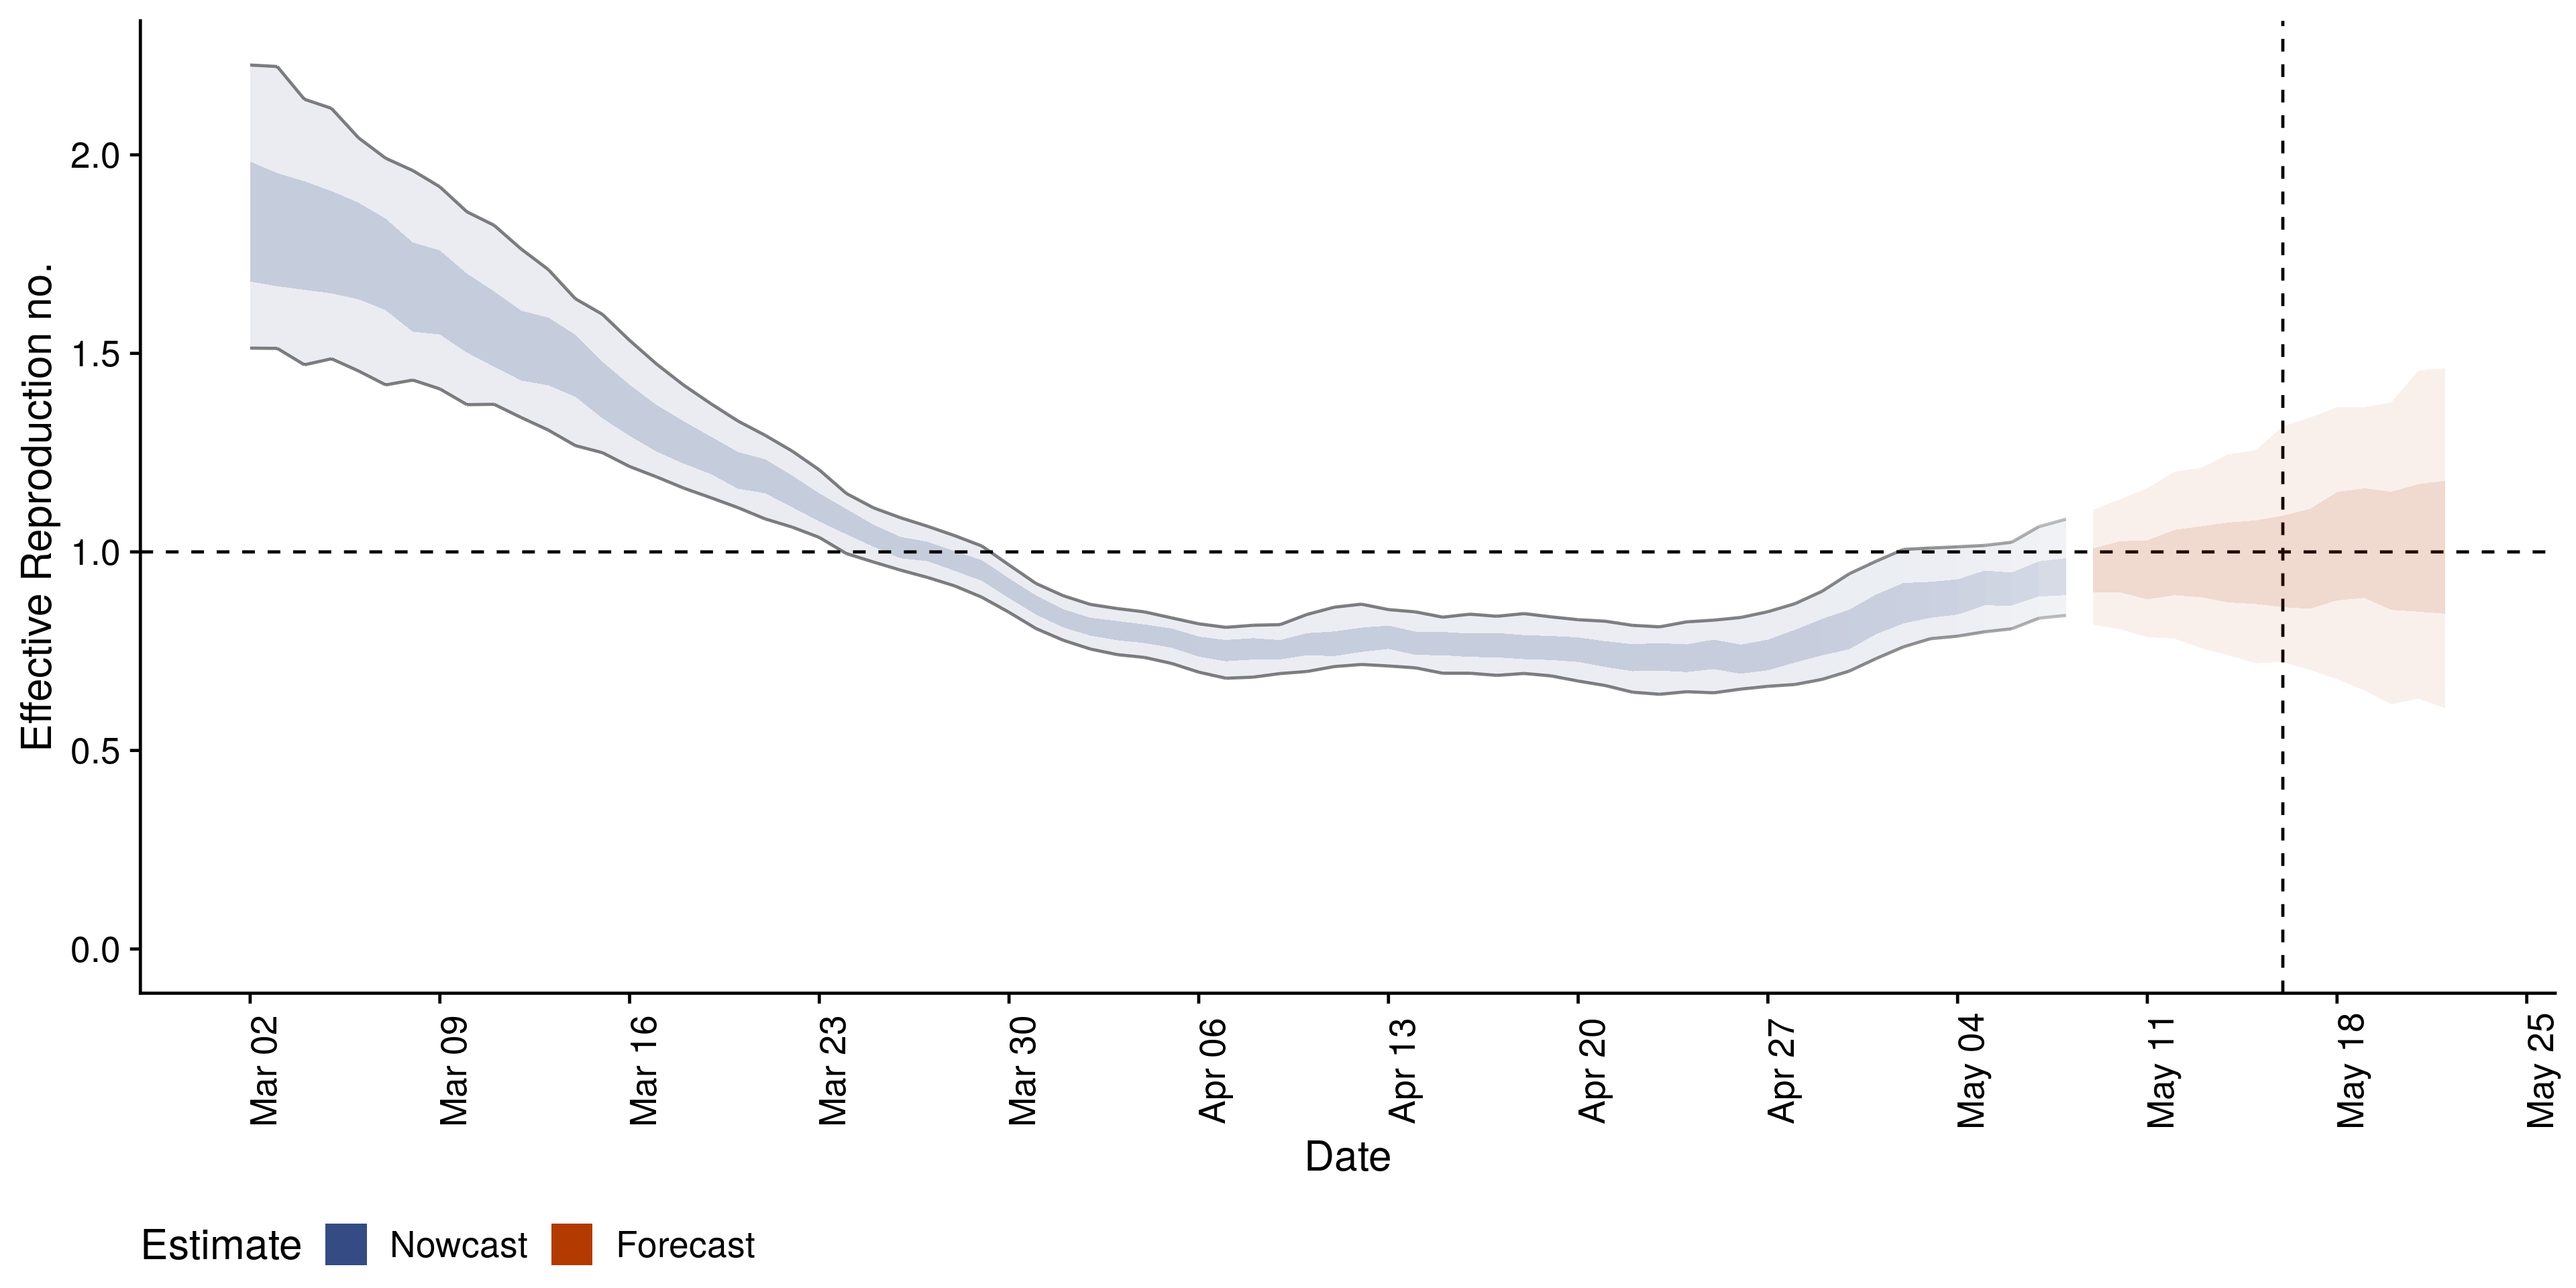 Effective Reproduction no.
2.0
1.5
1.0
0.5
0.0
Mar 02
Mar 09
Mar 16
Mar 23
Mar 30
Apr 06
Apr 13
Apr 20
Apr 27
May 04
May 11
May 18
May 25
Date
Estimate Nowcast Forecast